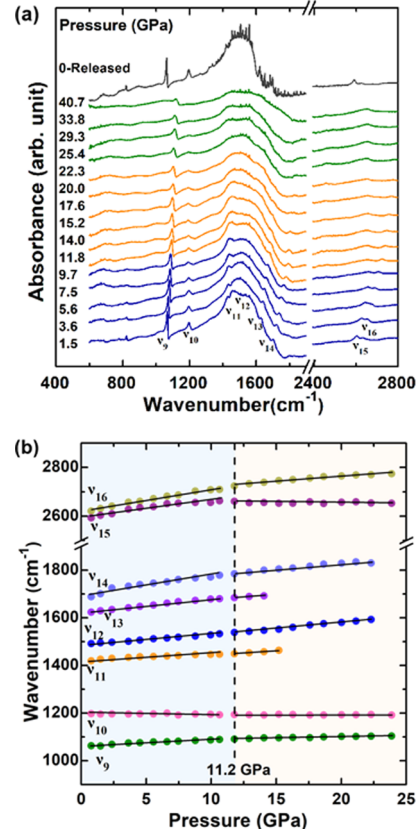 (a)
Pressure (GPa)
0-Released
40.7
33.8
29.3
25.4
22.3
20.0
17.6
15.2
14.0
11.8
9.7
7.5
5.6
3.6
1.5
Absorbance (arb. unit)
ν9
ν10
ν11
ν12
ν13
ν14
ν15
ν16
400 800 1200 1600 2400 2800
Wavenumber(cm-1)
(b)
2800
2600
1800
1600
1400
1200
1000
Wavenumber (cm-1)
ν16
ν15
ν14
ν13
ν12
ν11
ν10
ν9
11.2 GPa
0 5 10 15 20 25
Pressure (GPa)